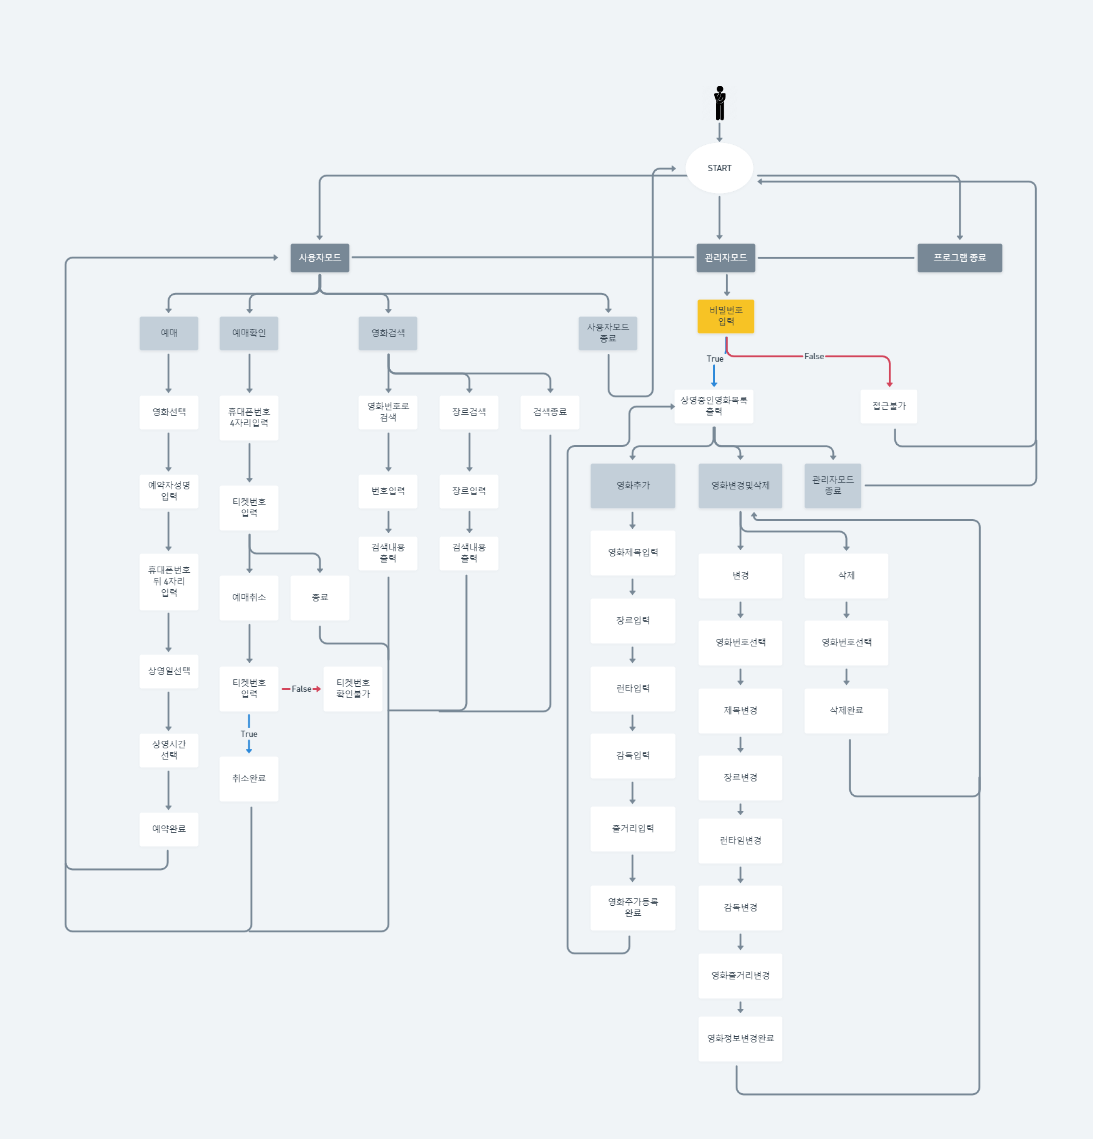 START
사용자모드
관리자모드
프로그램 종료
비밀번호
입력
True
False
예매
예매확인
영화검색
사용자모드
종료
상영중인영화목록
출력
접근불가
영화선택
휴대폰번호
4자리입력
영화번호로
검색
장르검색
검색종료
영화추가
영화변경및삭제
관리자모드
종료
예약자성명
입력
티켓번호
입력
번호입력
장르입력
검색내용
출력
검색내용
출력
휴대폰번호
뒤 4자리
입력
예매취소
종료
영화제목입력
변경
삭제
장르입력
영화번호선택
영화번호선택
상영일선택
티켓번호
입력
False
티켓번호
확인불가
런타입력
제목변경
삭제완료
True
상영시간
선택
취소완료
감독입력
장르변경
예약완료
줄거리입력
런타임변경
영화추가등록
완료
감독변경
영화줄거리변경
영화정보변경완료